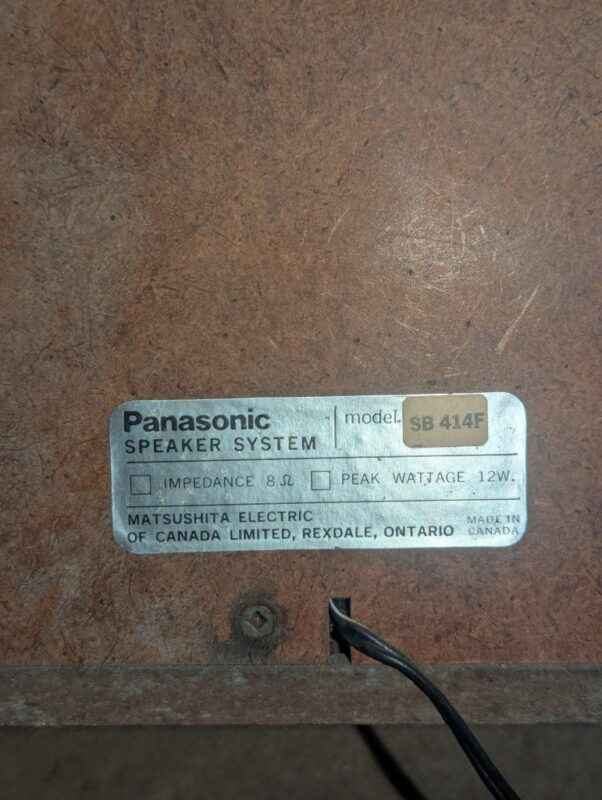 Panasonic
model. SB 414F
SPEAKER SYSTEM
IMPEDANCE 8 Ω PEAK WATTAGE 12W.
MATSUSHITA ELECTRIC
OF CANADA LIMITED, REXDALE, ONTARIO
MADE IN
CANADA